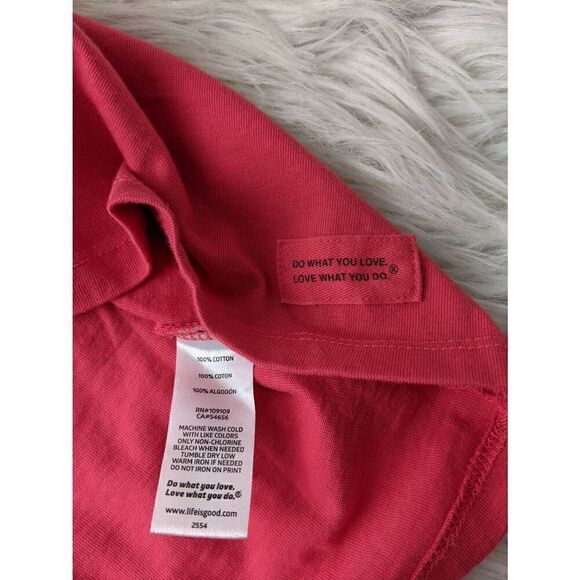 DO WHAT YOU LOVE.
LOVE WHAT YOU DO.®
100% COTTON
100% COTON
100% ALGODÓN
RN#109109
CA#54656
MACHINE WASH COLD
WITH LIKE COLORS
ONLY NON-CHLORINE
BLEACH WHEN NEEDED
TUMBLE DRY LOW
WARM IRON IF NEEDED
DO NOT IRON ON PRINT
Do what you love.
Love what you do.®
www.lifeisgood.com
2554